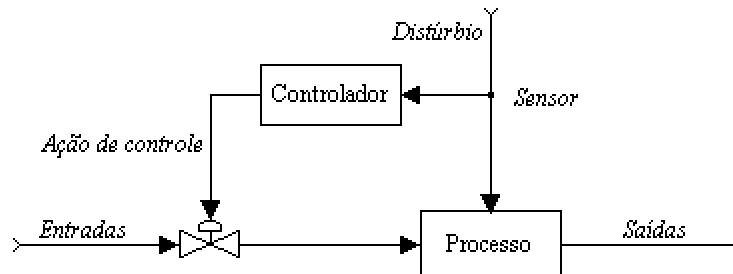 Distúrbio
Controlador
Sensor
Ação de controle
Entradas
Processo
Saídas